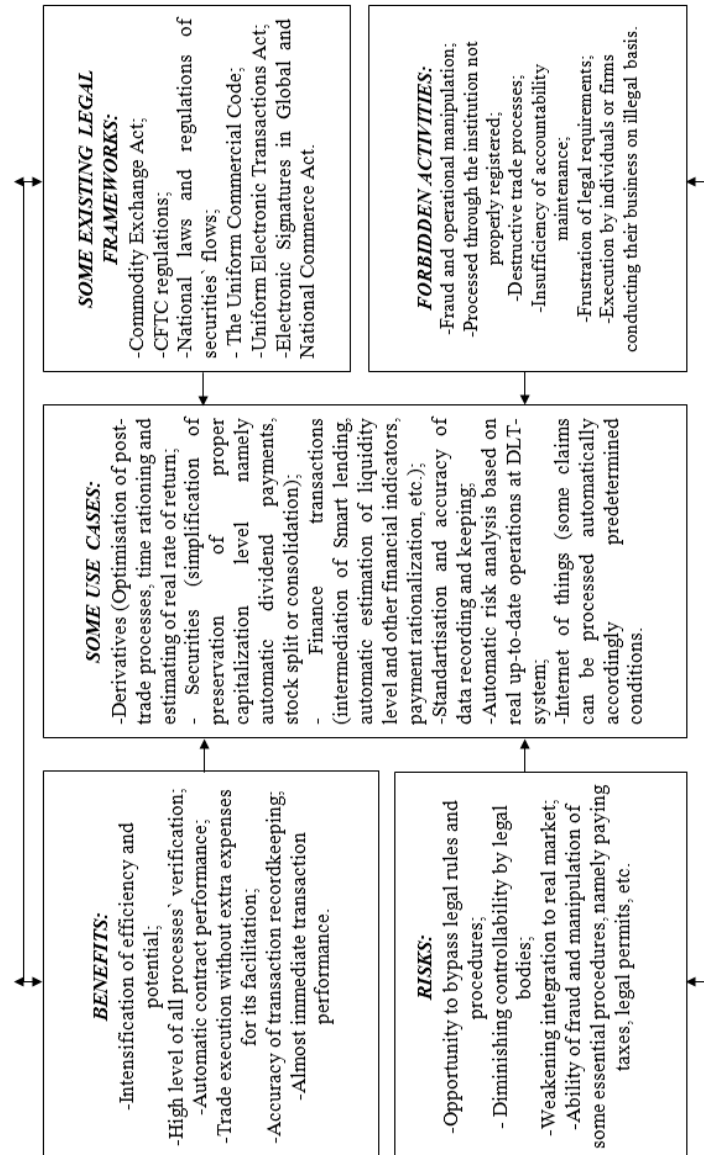 BENEFITS:
-Intensification of efficiency and
potential;
-High level of all processes` verification;
-Automatic contract performance;
-Trade execution without extra expenses
for its facilitation;
-Accuracy of transaction recordkeeping;
-Almost immediate transaction
performance.
RISKS:
-Opportunity to bypass legal rules and
procedures;
- Diminishing controllability by legal
bodies;
-Weakening integration to real market;
-Ability of fraud and manipulation of
some essential procedures, namely paying
taxes, legal permits, etc.
SOME USE CASES:
-Derivatives (Optimisation of post-
trade processes, time rationing and
estimating of real rate of return;
- Securities (simplification of
preservation of proper
capitalization level namely
automatic dividend payments,
stock split or consolidation);
- Finance transactions
(intermediation of Smart lending,
automatic estimation of liquidity
level and other financial indicators,
payment rationalization, etc.);
-Standartisation and accuracy of
data recording and keeping;
-Automatic risk analysis based on
real up-to-date operations at DLT-
system;
-Internet of things (some claims
can be processed automatically
accordingly predetermined
conditions.
SOME EXISTING LEGAL
FRAMEWORKS:
-Commodity Exchange Act;
-CFTC regulations;
-National laws and regulations of
securities` flows;
- The Uniform Commercial Code;
-Uniform Electronic Transactions Act;
-Electronic Signatures in Global and
National Commerce Act.
FORBIDDEN ACTIVITIES:
-Fraud and operational manipulation;
-Processed through the institution not
properly registered;
-Destructive trade processes;
-Insufficiency of accountability
maintenance;
-Frustration of legal requirements;
-Execution by individuals or firms
conducting their business on illegal basis.